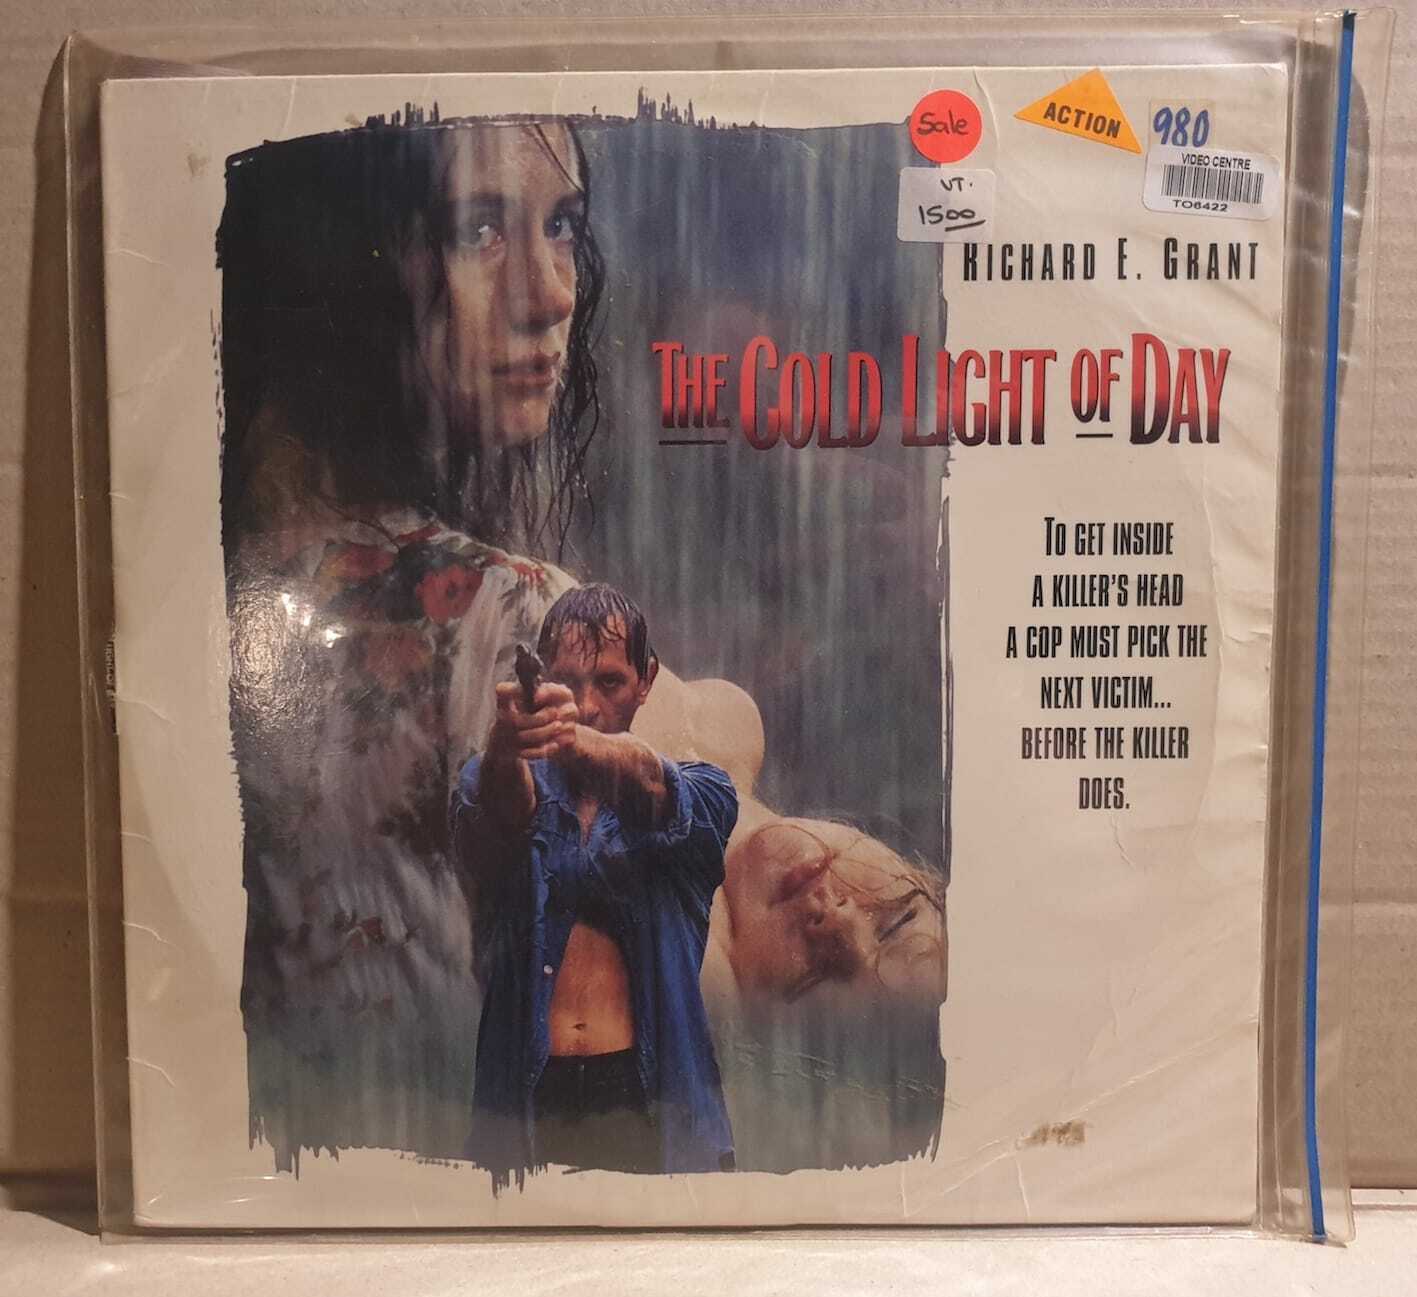 Sale
ACTION
980
VIDEO CENTRE
TO6422
VT.
1500
RICHARD E. GRANT
THE COLD LIGHT OF DAY
TO GET INSIDE
A KILLER'S HEAD
A COP MUST PICK THE
NEXT VICTIM...
BEFORE THE KILLER
DOES.